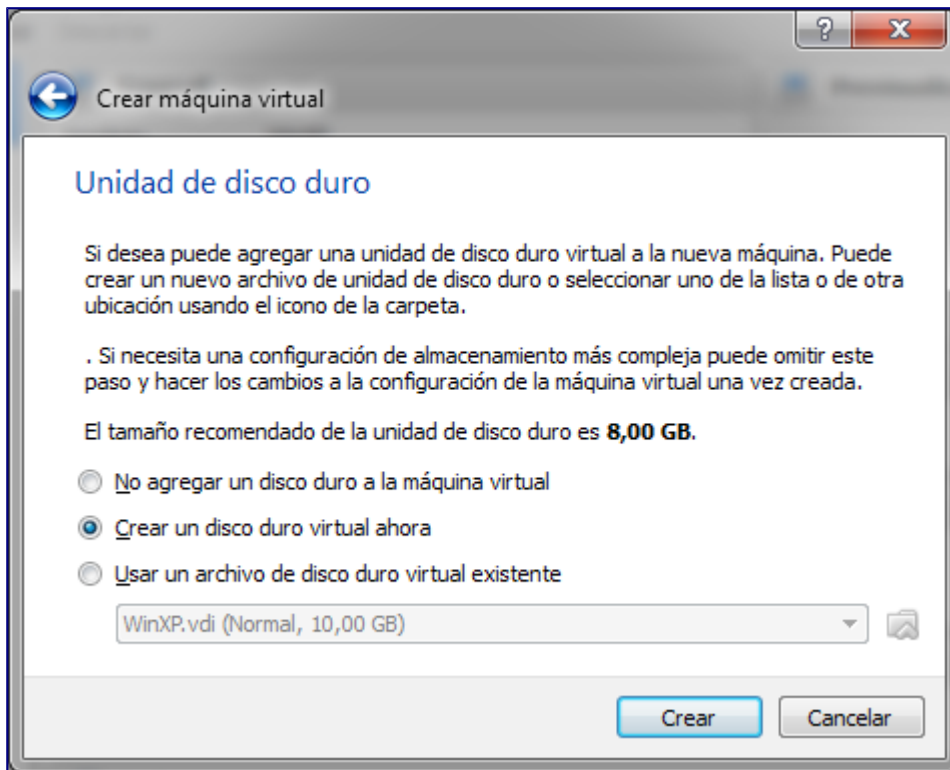 Crear máquina virtual
Unidad de disco duro
Si desea puede agregar una unidad de disco duro virtual a la nueva máquina. Puede
crear un nuevo archivo de unidad de disco duro o seleccionar uno de la lista o de otra
ubicación usando el icono de la carpeta.
. Si necesita una configuración de almacenamiento más compleja puede omitir este
paso y hacer los cambios a la configuración de la máquina virtual una vez creada.
El tamaño recomendado de la unidad de disco duro es 8,00 GB.
No agregar un disco duro a la máquina virtual
Crear un disco duro virtual ahora
Usar un archivo de disco duro virtual existente
WinXP.vdi (Normal, 10,00 GB)
Crear Cancelar